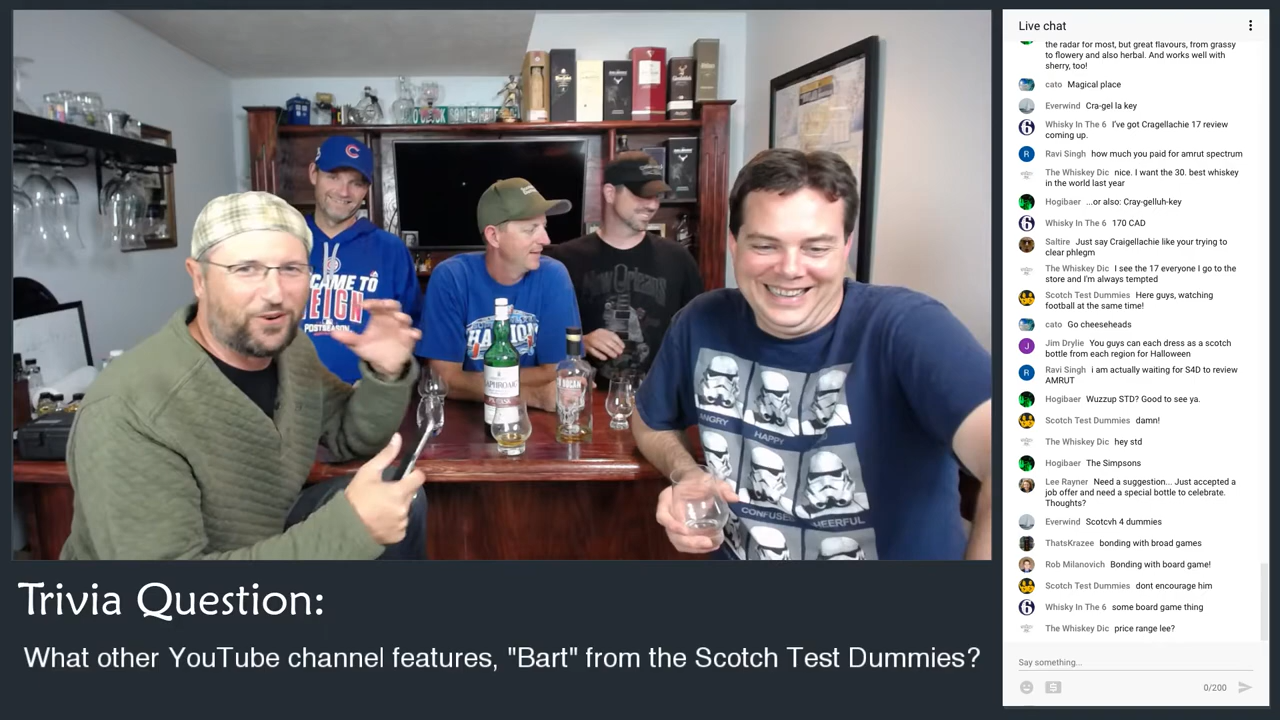 CAME TO
REIGN
POSTSEASON
LAPHROAIG
ANGRY
HAPPY
CONFUSED
CHEERFUL
Trivia Question:
What other YouTube channel features, "Bart" from the Scotch Test Dummies?
Live chat
the radar for most, but great flavours, from grassy
to flowery and also herbal. And works well with
sherry, too!
cato Magical place
Everwind Cra-gel la key
Whisky In The 6 I've got Cragellachie 17 review
coming up.
Ravi Singh how much you paid for amrut spectrum
The Whiskey Dic nice. I want the 30. best whiskey
in the world last year
Hogibaer ...or also: Cray-gelluh-key
Whisky In The 6 170 CAD
Saltire Just say Craigellachie like your trying to
clear phlegm
The Whiskey Dic I see the 17 everyone I go to the
store and I'm always tempted
Scotch Test Dummies Here guys, watching
football at the same time!
cato Go cheeseheads
Jim Drylie You guys can each dress as a scotch
bottle from each region for Halloween
Ravi Singh i am actually waiting for S4D to review
AMRUT
Hogibaer Wuzzup STD? Good to see ya.
Scotch Test Dummies damn!
The Whiskey Dic hey std
Hogibaer The Simpsons
Lee Rayner Need a suggestion... Just accepted a
job offer and need a special bottle to celebrate.
Thoughts?
Everwind Scotcvh 4 dummies
ThatsKrazee bonding with broad games
Rob Milanovich Bonding with board game!
Scotch Test Dummies dont encourage him
Whisky In The 6 some board game thing
The Whiskey Dic price range lee?
Say something...
0/200